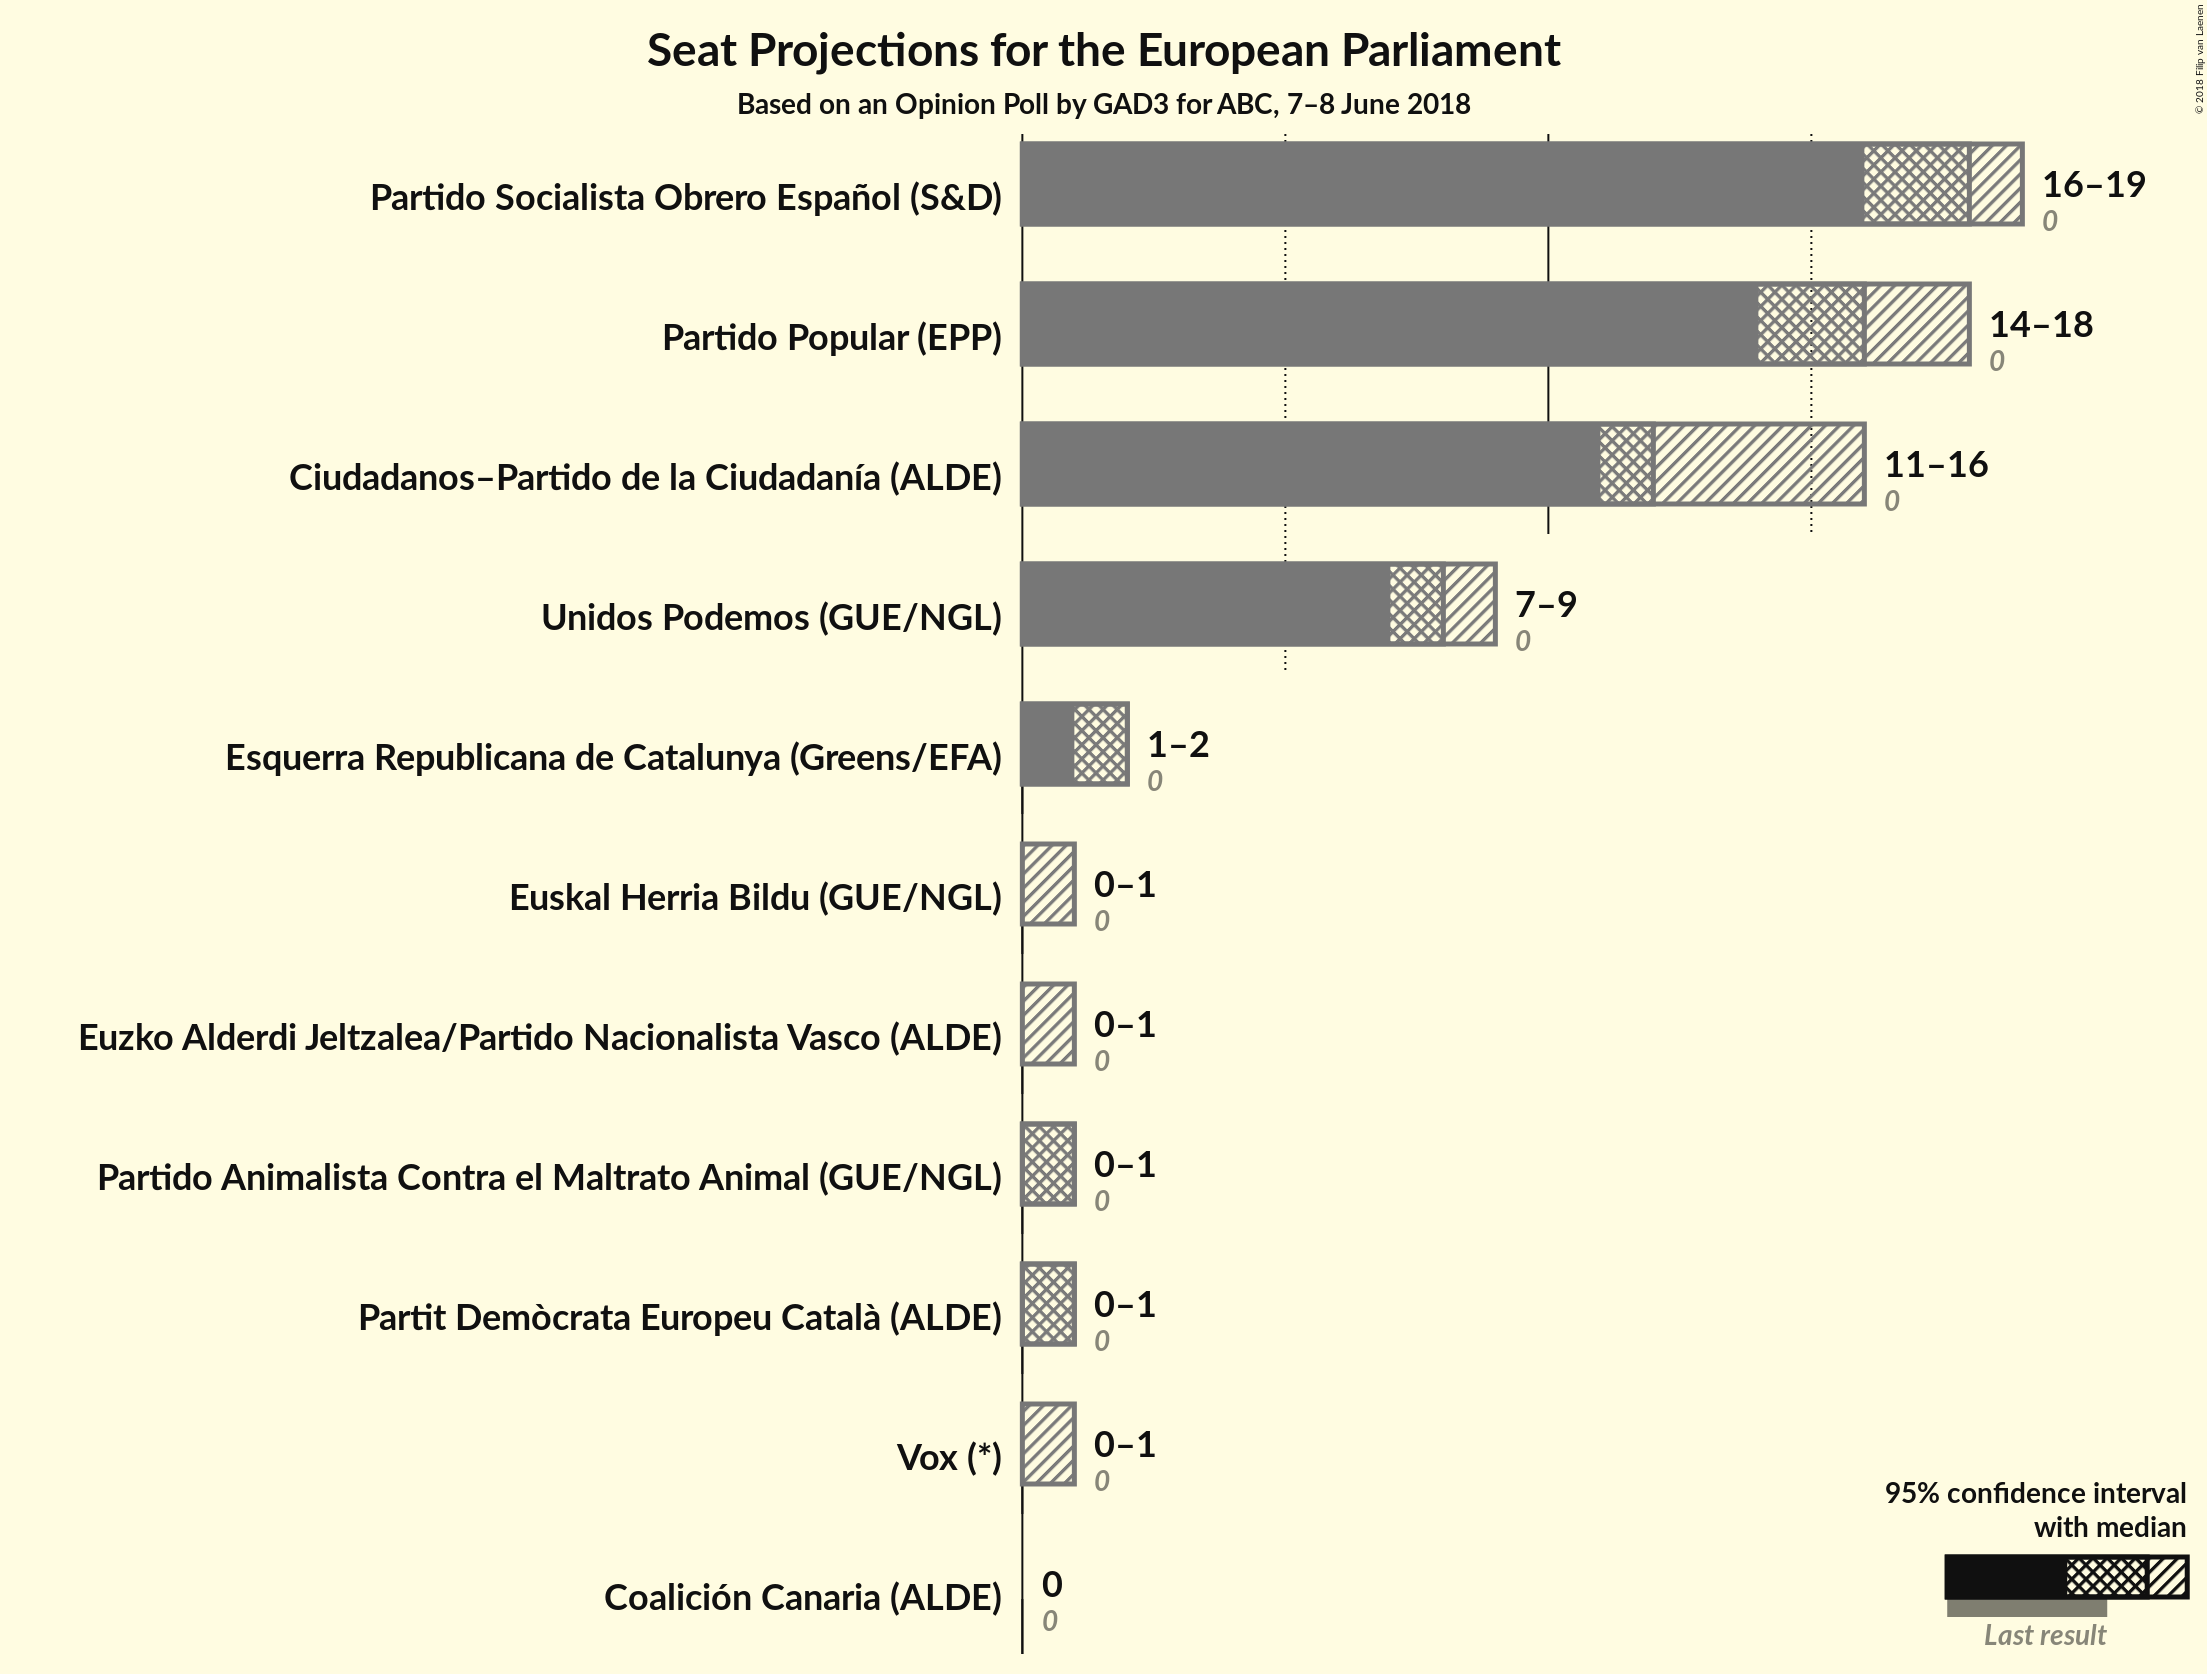 Seat Projections for the European Parliament
Based on an Opinion Poll by GAD3 for ABC, 7–8 June 2018
© 2018 Filip van Laenen
Partido Socialista Obrero Español (S&D)
16–19
0
Partido Popular (EPP)
14–18
0
Ciudadanos–Partido de la Ciudadanía (ALDE)
11–16
0
Unidos Podemos (GUE/NGL)
7–9
0
Esquerra Republicana de Catalunya (Greens/EFA)
1–2
0
Euskal Herria Bildu (GUE/NGL)
0–1
0
Euzko Alderdi Jeltzalea/Partido Nacionalista Vasco (ALDE)
0–1
0
Partido Animalista Contra el Maltrato Animal (GUE/NGL)
0–1
0
Partit Demòcrata Europeu Català (ALDE)
0–1
0
Vox (*)
0–1
0
Coalición Canaria (ALDE)
0
0
95% confidence interval
with median
Last result